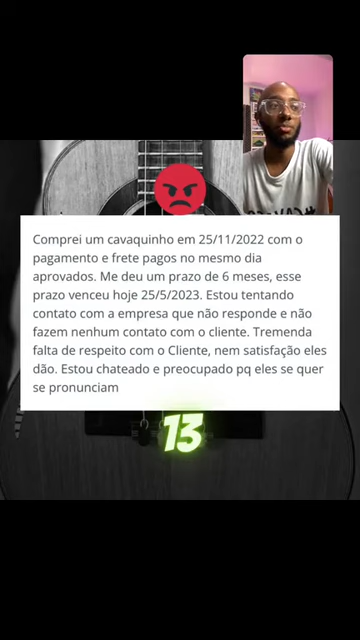 Comprei um cavaquinho em 25/11/2022 com o
pagamento e frete pagos no mesmo dia
aprovados. Me deu um prazo de 6 meses, esse
prazo venceu hoje 25/5/2023. Estou tentando
contato com a empresa que não responde e não
fazem nenhum contato com o cliente. Tremenda
falta de respeito com o Cliente, nem satisfação eles
dão. Estou chateado e preocupado pq eles se quer
se pronunciam
13